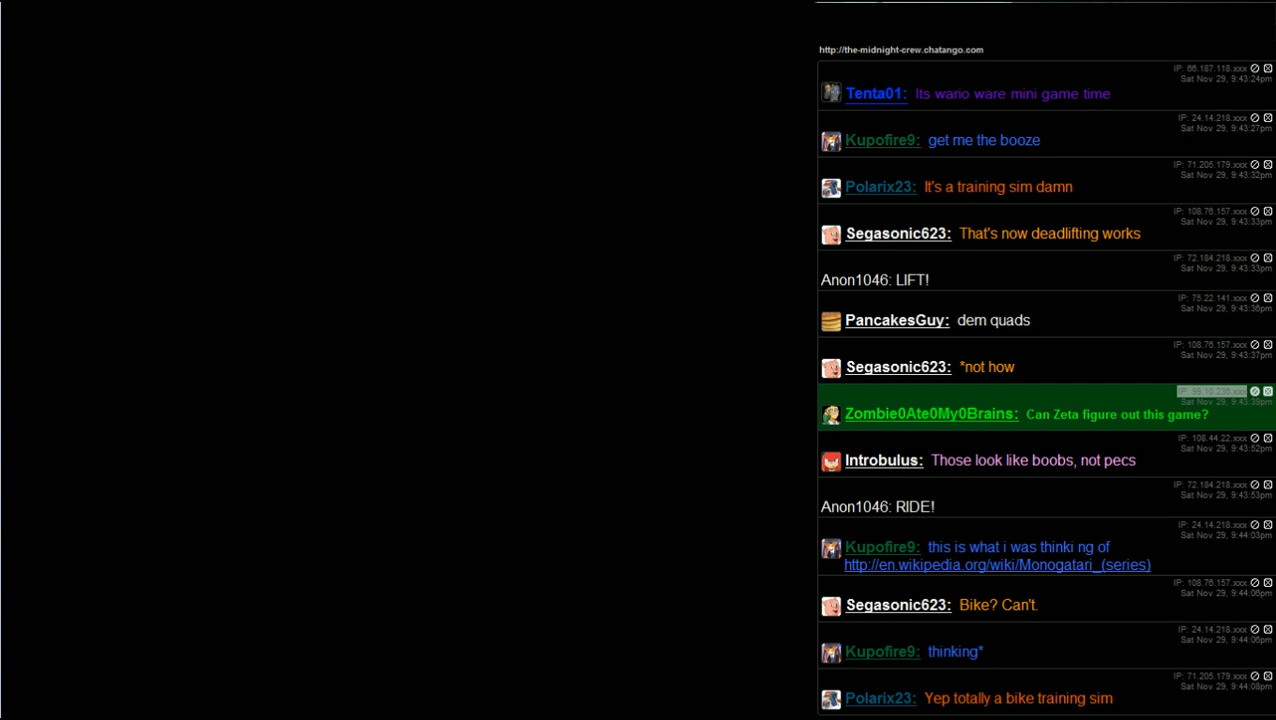 http://the-midnight-crew.chatango.com
IP: 66.187.118.xxx
Sat Nov 29, 9:43:24pm
Tenta01: Its wario ware mini game time
IP: 24.14.218.xxx
Sat Nov 29, 9:43:27pm
Kupofire9: get me the booze
IP: 71.205.179.xxx
Sat Nov 29, 9:43:32pm
Polarix23: It's a training sim damn
IP: 108.76.157.xxx
Sat Nov 29, 9:43:33pm
Segasonic623: That's now deadlifting works
IP: 72.184.218.xxx
Sat Nov 29, 9:43:33pm
Anon1046: LIFT!
IP: 75.22.141.xxx
Sat Nov 29, 9:43:36pm
PancakesGuy: dem quads
IP: 108.76.157.xxx
Sat Nov 29, 9:43:37pm
Segasonic623: *not how
Sat Nov 29, 9:43:39pm
Zombie0Ate0My0Brains: Can Zeta figure out this game?
IP: 108.44.22.xxx
Sat Nov 29, 9:43:52pm
Introbulus: Those look like boobs, not pecs
IP: 72.184.218.xxx
Sat Nov 29, 9:43:53pm
Anon1046: RIDE!
IP: 24.14.218.xxx
Sat Nov 29, 9:44:03pm
Kupofire9: this is what i was thinki ng of
http://en.wikipedia.org/wiki/Monogatari_(series)
IP: 108.76.157.xxx
Sat Nov 29, 9:44:06pm
Segasonic623: Bike? Can't.
IP: 24.14.218.xxx
Sat Nov 29, 9:44:06pm
Kupofire9: thinking*
IP: 71.205.179.xxx
Sat Nov 29, 9:44:08pm
Polarix23: Yep totally a bike training sim